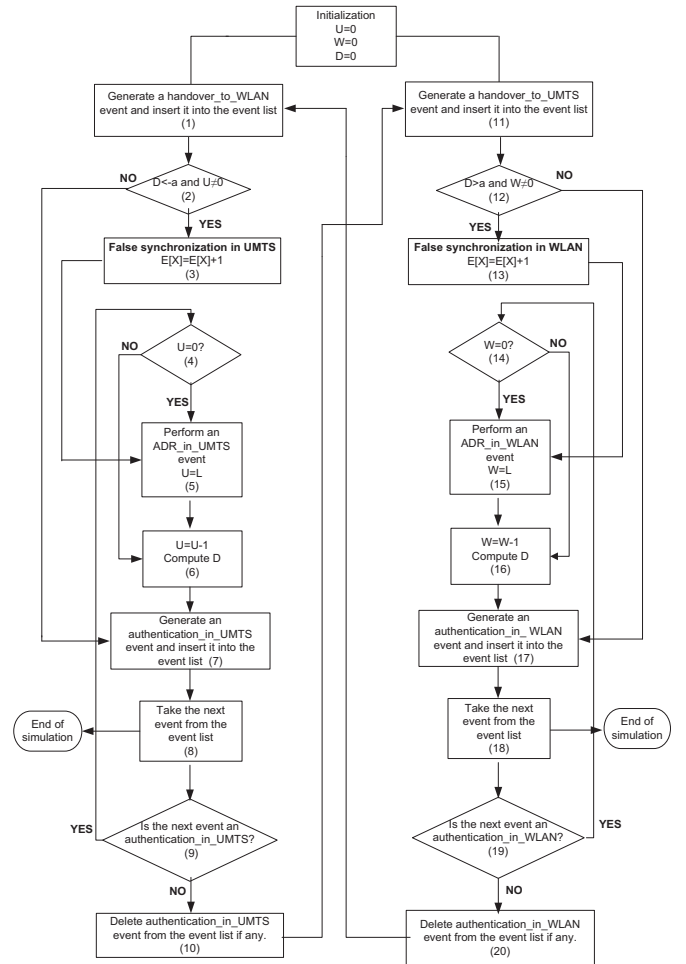 Initialization
U=0
W=0
D=0
Generate a handover_to_WLAN
event and insert it into the event list
(1)
NO
D<-a and U≠0
(2)
YES
False synchronization in UMTS
E[X]=E[X]+1
(3)
NO
U=0?
(4)
YES
Perform an
ADR_in_UMTS
event
U=L
(5)
U=U-1
Compute D
(6)
Generate an
authentication_in_UMTS
event and insert it into the
event list (7)
Take the next
event from the
event list
(8)
End of
simulation
YES
Is the next event an
authentication_in_UMTS?
(9)
NO
Delete authentication_in_UMTS
event from the event list if any.
(10)
Generate a handover_to_UMTS
event and insert it into the event list
(11)
NO
D>a and W≠0
(12)
YES
False synchronization in WLAN
E[X]=E[X]+1
(13)
W=0?
(14)
NO
YES
Perform an
ADR_in_WLAN
event
W=L
(15)
W=W-1
Compute D
(16)
Generate an
authentication_in_ WLAN
event and insert it into the
event list (17)
Take the next
event from the
event list
(18)
End of
simulation
YES
Is the next event an
authentication_in_WLAN?
(19)
NO
Delete authentication_in_WLAN
event from the event list if any.
(20)